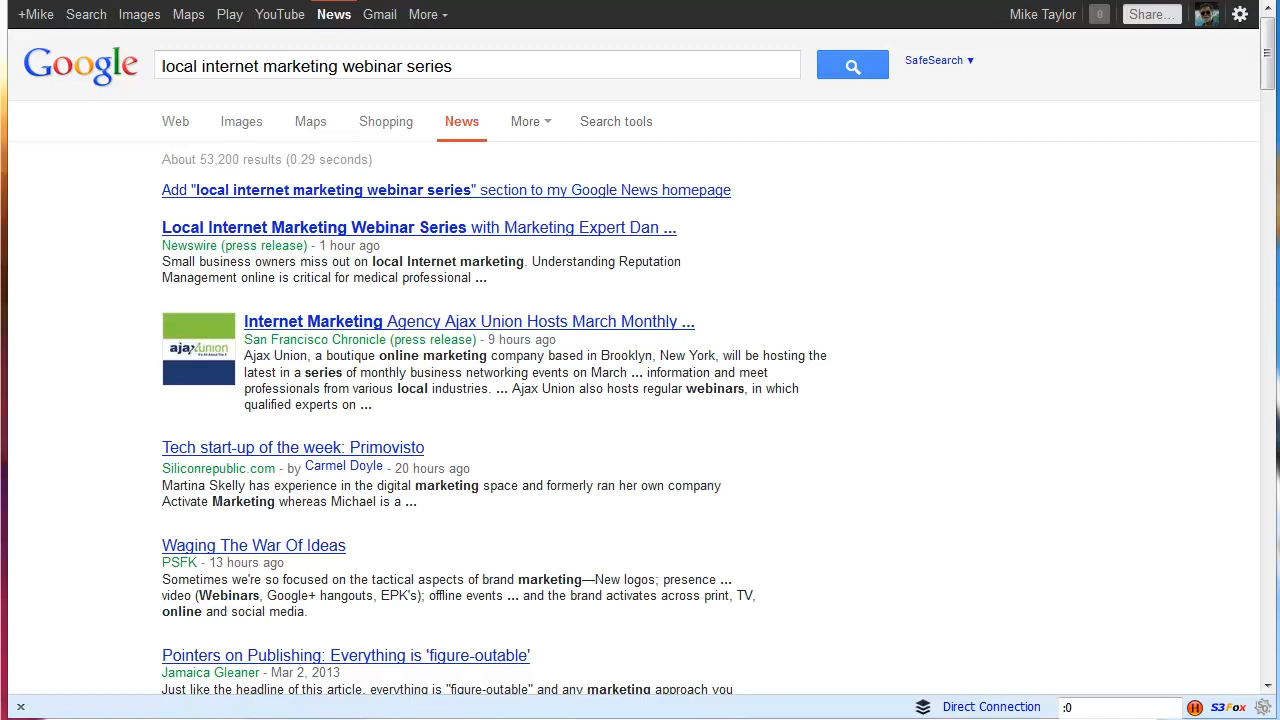 +Mike Search Images Maps Play YouTube News Gmail More Mike Taylor 0 Share...
Google local internet marketing webinar series SafeSearch ▼
Web Images Maps Shopping News More Search tools
About 53,200 results (0.29 seconds)
Add "local internet marketing webinar series" section to my Google News homepage
Local Internet Marketing Webinar Series with Marketing Expert Dan ...
Newswire (press release) - 1 hour ago
Small business owners miss out on local Internet marketing. Understanding Reputation
Management online is critical for medical professional ...
Internet Marketing Agency Ajax Union Hosts March Monthly ...
San Francisco Chronicle (press release) - 9 hours ago
ajaxunion
Ajax Union, a boutique online marketing company based in Brooklyn, New York, will be hosting the
latest in a series of monthly business networking events on March ... information and meet
professionals from various local industries. ... Ajax Union also hosts regular webinars, in which
qualified experts on ...
Tech start-up of the week: Primovisto
Siliconrepublic.com - by Carmel Doyle - 20 hours ago
Martina Skelly has experience in the digital marketing space and formerly ran her own company
Activate Marketing whereas Michael is a ...
Waging The War Of Ideas
PSFK - 13 hours ago
Sometimes we're so focused on the tactical aspects of brand marketing—New logos; presence ...
video (Webinars, Google+ hangouts, EPK's); offline events ... and the brand activates across print, TV,
online and social media.
Pointers on Publishing: Everything is 'figure-outable'
Jamaica Gleaner - Mar 2, 2013
Just like the headline of this article, everything is "figure-outable" and any marketing approach you
× Direct Connection :0 H S3Fox